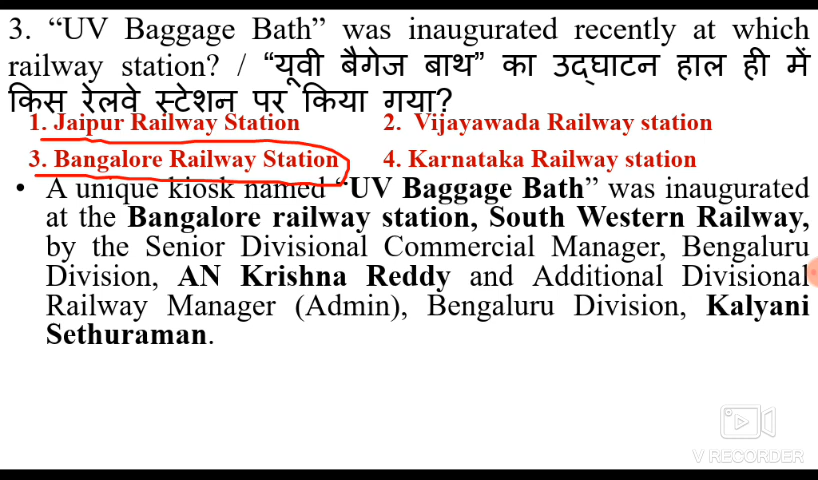 3. “UV Baggage Bath” was inaugurated recently at which
railway station? / “यूवी बैगेज बाथ” का उद्घाटन हाल ही में
किस रेलवे स्टेशन पर किया गया?
1. Jaipur Railway Station 2. Vijayawada Railway station
3. Bangalore Railway Station 4. Karnataka Railway station
• A unique kiosk named “UV Baggage Bath” was inaugurated
at the Bangalore railway station, South Western Railway,
by the Senior Divisional Commercial Manager, Bengaluru
Division, AN Krishna Reddy and Additional Divisional
Railway Manager (Admin), Bengaluru Division, Kalyani
Sethuraman.
V RECORDER